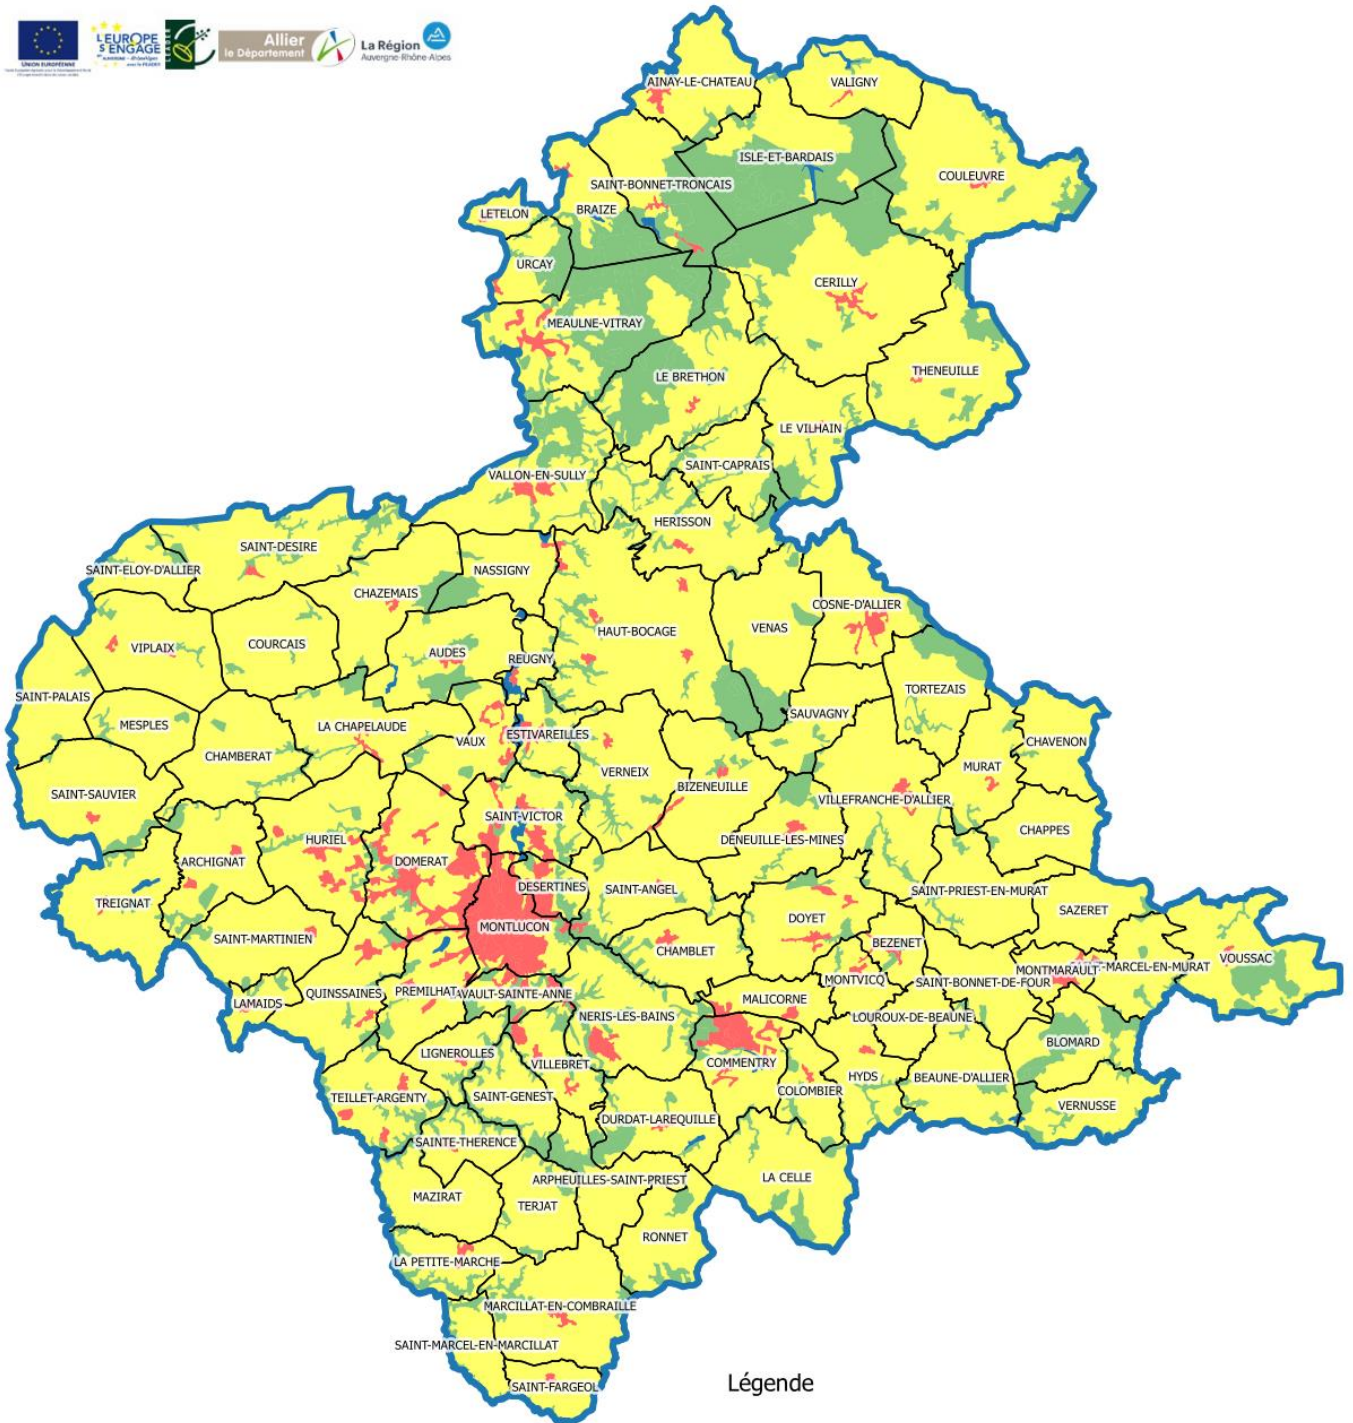 UNION EUROPÉENNE
L'EUROPE
S'ENGAGE
LEADER
Allier
le Département
La Région
Auvergne-Rhône-Alpes
AINAY-LE-CHATEAU
VALIGNY
ISLE-ET-BARDAIS
COULEUVRE
SAINT-BONNET-TRONCAIS
BRAIZE
LETELON
URCAY
CERILLY
MEAULNE-VITRAY
THENEUILLE
LE BRETHON
LE VILHAIN
SAINT-CAPRAIS
VALLON-EN-SULLY
HERISSON
SAINT-DESIRE
SAINT-ELOY-D'ALLIER
NASSIGNY
CHAZEMAIS
COSNE-D'ALLIER
HAUT-BOCAGE
VENAS
VIPLAIX
COURCAIS
AUDES
REUGNY
TORTEZAIS
SAINT-PALAIS
SAUVAGNY
MESPLES
LA CHAPELAUDE
ESTIVAREILLES
VAUX
CHAVENON
CHAMBERAT
MURAT
VERNEIX
BIZENEUILLE
SAINT-SAUVIER
VILLEFRANCHE-D'ALLIER
SAINT-VICTOR
CHAPPES
HURIEL
DENEUILLE-LES-MINES
ARCHIGNAT
DOMERAT
DESERTINES
SAINT-ANGEL
SAINT-PRIEST-EN-MURAT
TREIGNAT
SAZERET
DOYET
MONTLUCON
SAINT-MARTINIEN
BEZENET
CHAMBLET
VOUSSAC
MONTMARAULT
-MARCEL-EN-MURAT
MONTVICQ
SAINT-BONNET-DE-FOUR
QUINSSAINES
PREMILHAT
AVAULT-SAINTE-ANNE
MALICORNE
LAMAIDS
NERIS-LES-BAINS
LOUROUX-DE-BEAUNE
BLOMARD
LIGNEROLLES
VILLEBRET
COMMENTRY
HYDS
BEAUNE-D'ALLIER
COLOMBIER
TEILLET-ARGENTY
SAINT-GENEST
VERNUSSE
DURDAT-LAREQUILLE
SAINTE-THERENCE
LA CELLE
ARPHEUILLES-SAINT-PRIEST
MAZIRAT
TERJAT
RONNET
LA PETITE-MARCHE
MARCILLAT-EN-COMBRAILLE
SAINT-MARCEL-EN-MARCILLAT
Légende
SAINT-FARGEOL